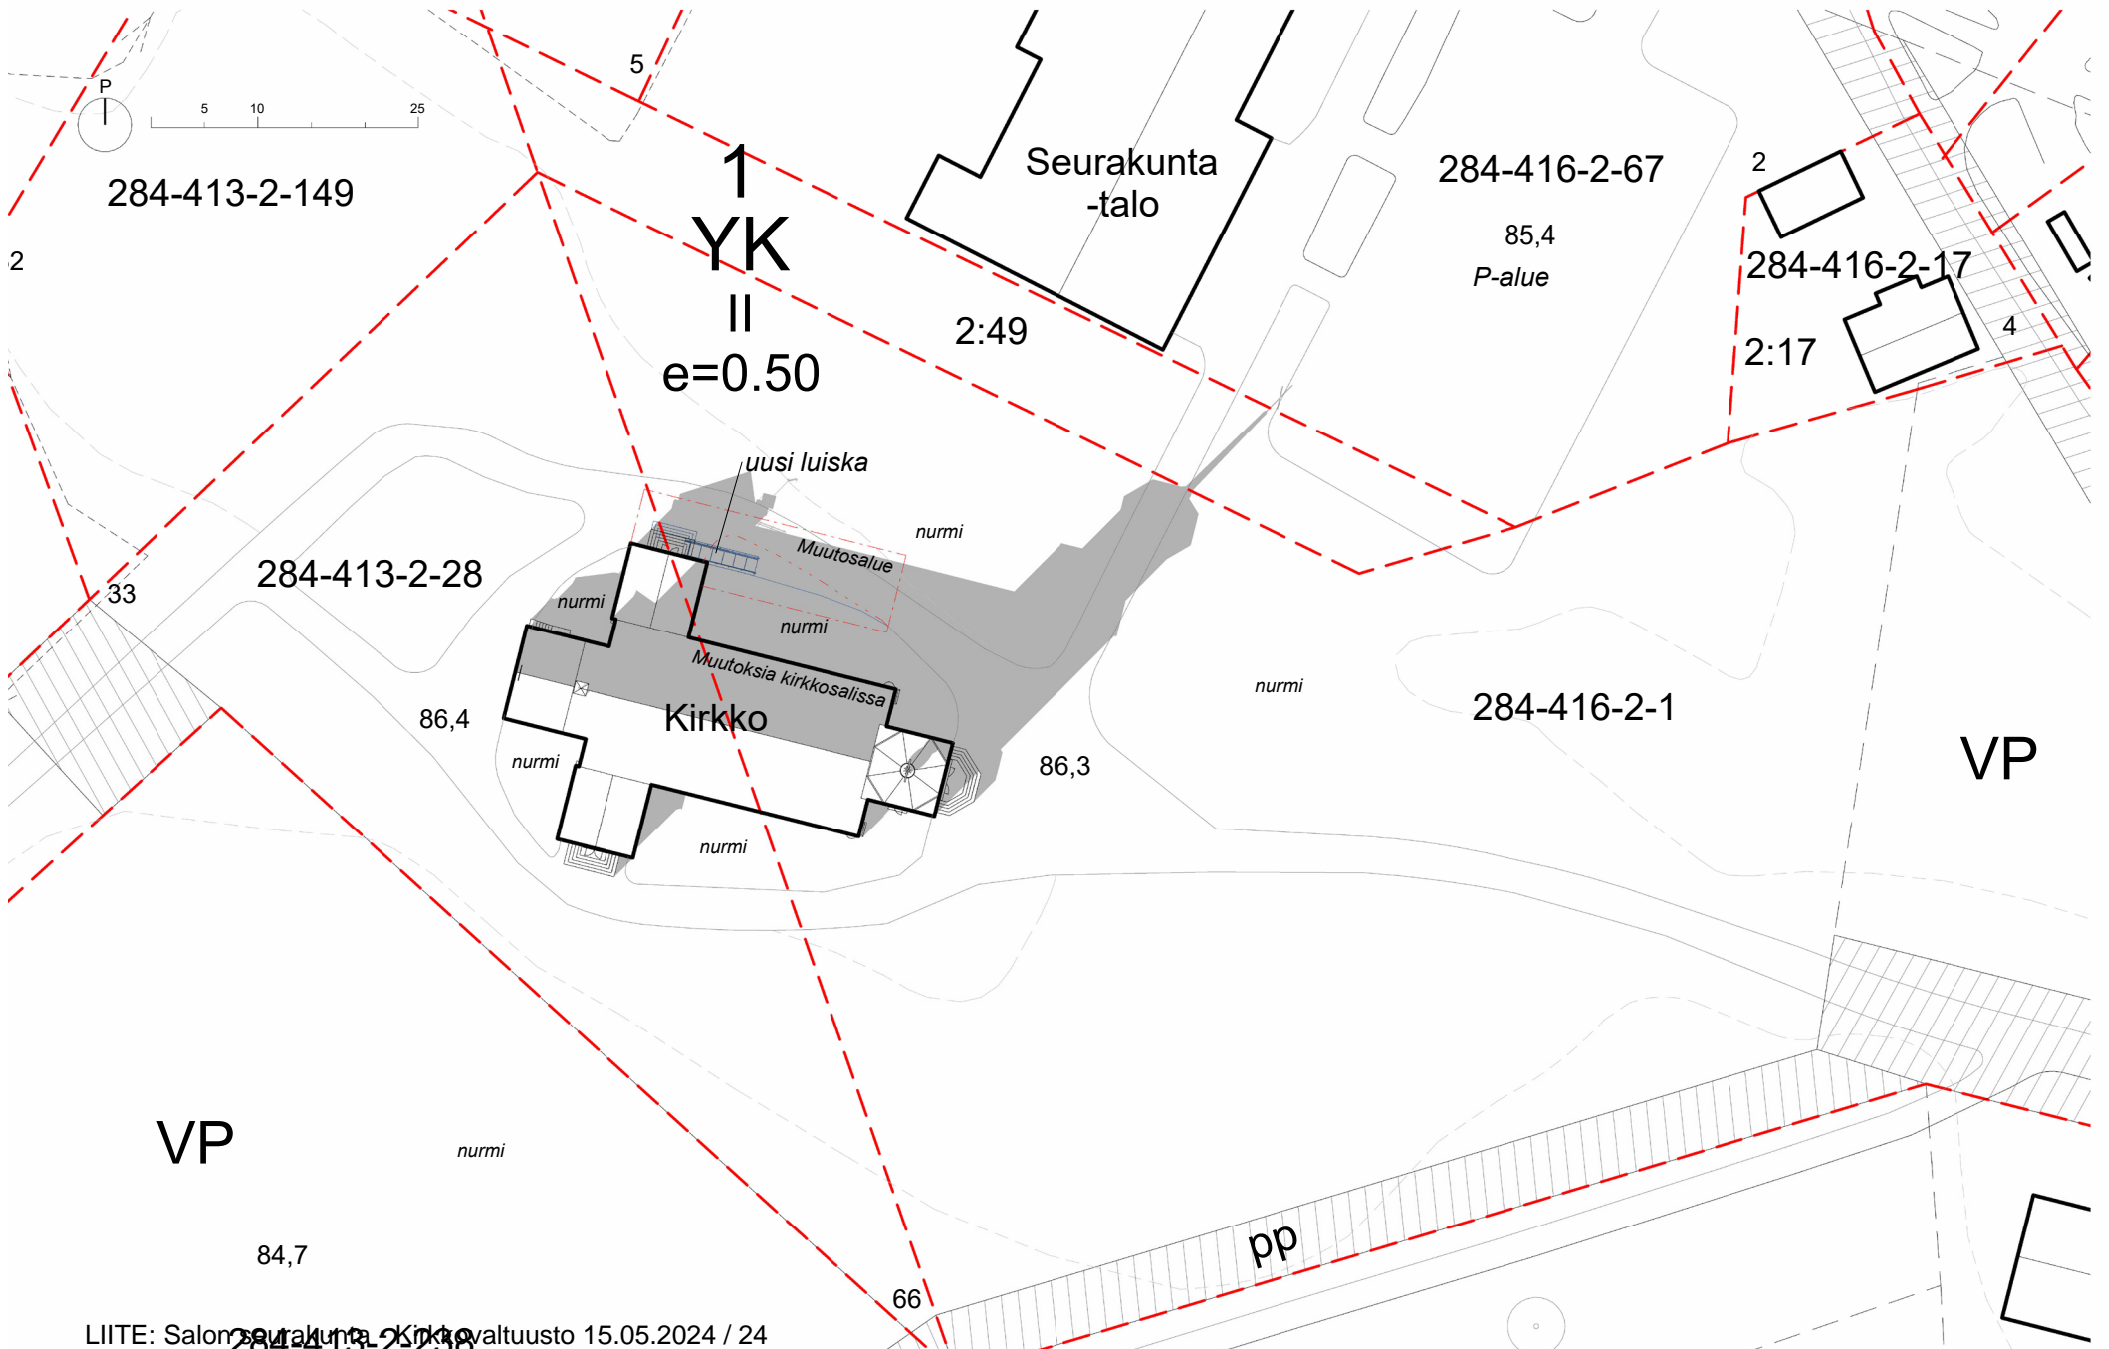 5
P
5 10 25
284-413-2-149
1
YK
II
e=0.50
Seurakunta
-talo
284-416-2-67
85,4
P-alue
2
284-416-2-17
2:17
4
2:49
uusi luiska
nurmi
Muutosalue
284-413-2-28
33
nurmi
nurmi
Muutoksia kirkkosalissa
Kirkko
86,4
nurmi
nurmi
86,3
nurmi
284-416-2-1
VP
VP
nurmi
84,7
pp
66
LIITE: Salon seurakunta - Kirkkovaltuusto 15.05.2024 / 24
284-413-2-238